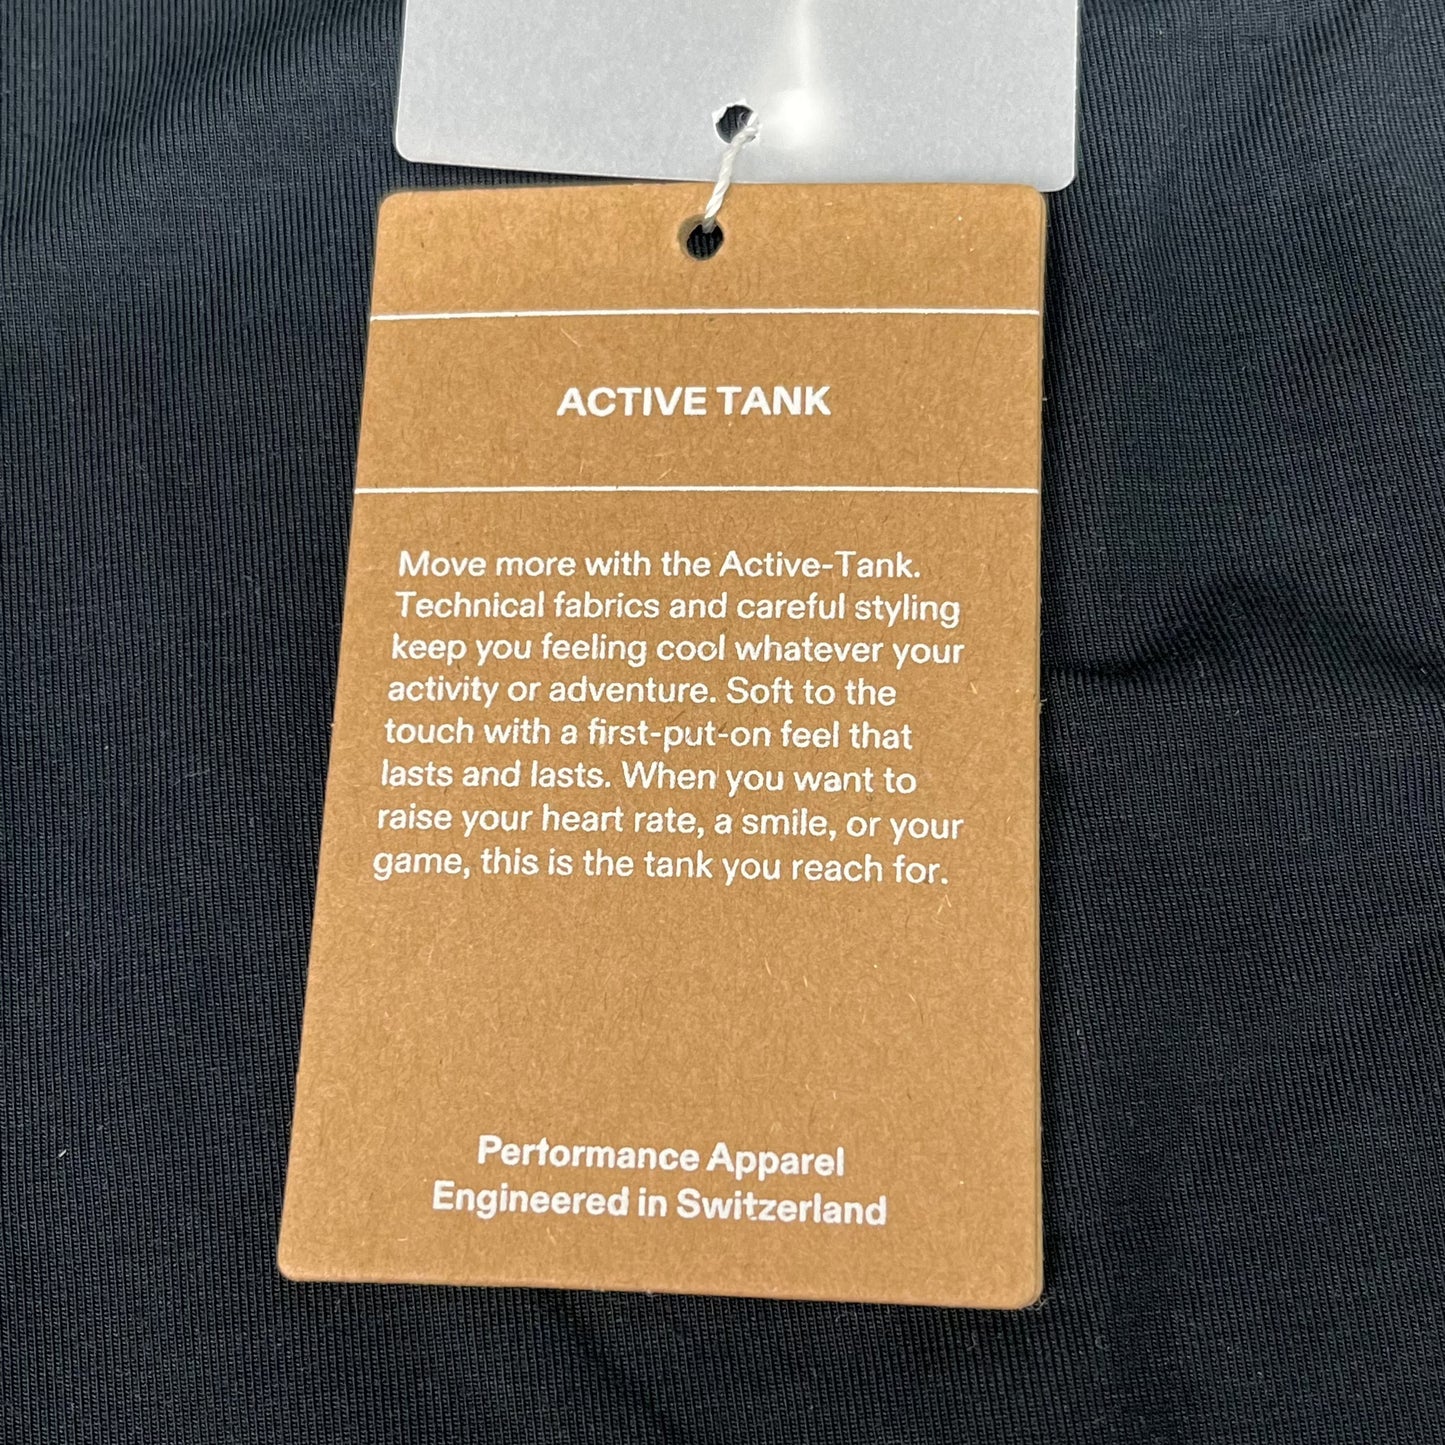 ACTIVE TANK
Move more with the Active-Tank.
Technical fabrics and careful styling
keep you feeling cool whatever your
activity or adventure. Soft to the
touch with a first-put-on feel that
lasts and lasts. When you want to
raise your heart rate, a smile, or your
game, this is the tank you reach for.
Performance Apparel
Engineered in Switzerland